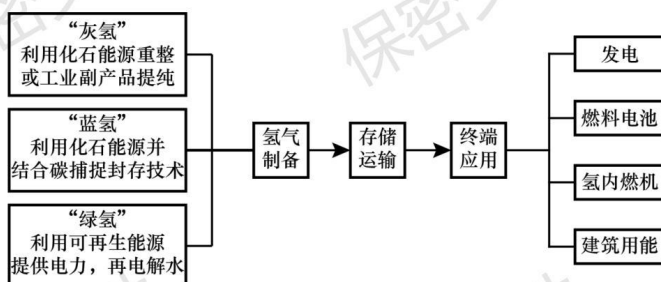 “灰氢”
利用化石能源重整
或工业副产品提纯
“蓝氢”
利用化石能源并
结合碳捕捉封存技术
“绿氢”
利用可再生能源
提供电力，再电解水
氢气
制备
存储
运输
终端
应用
发电
燃料电池
氢内燃机
建筑用能
保密